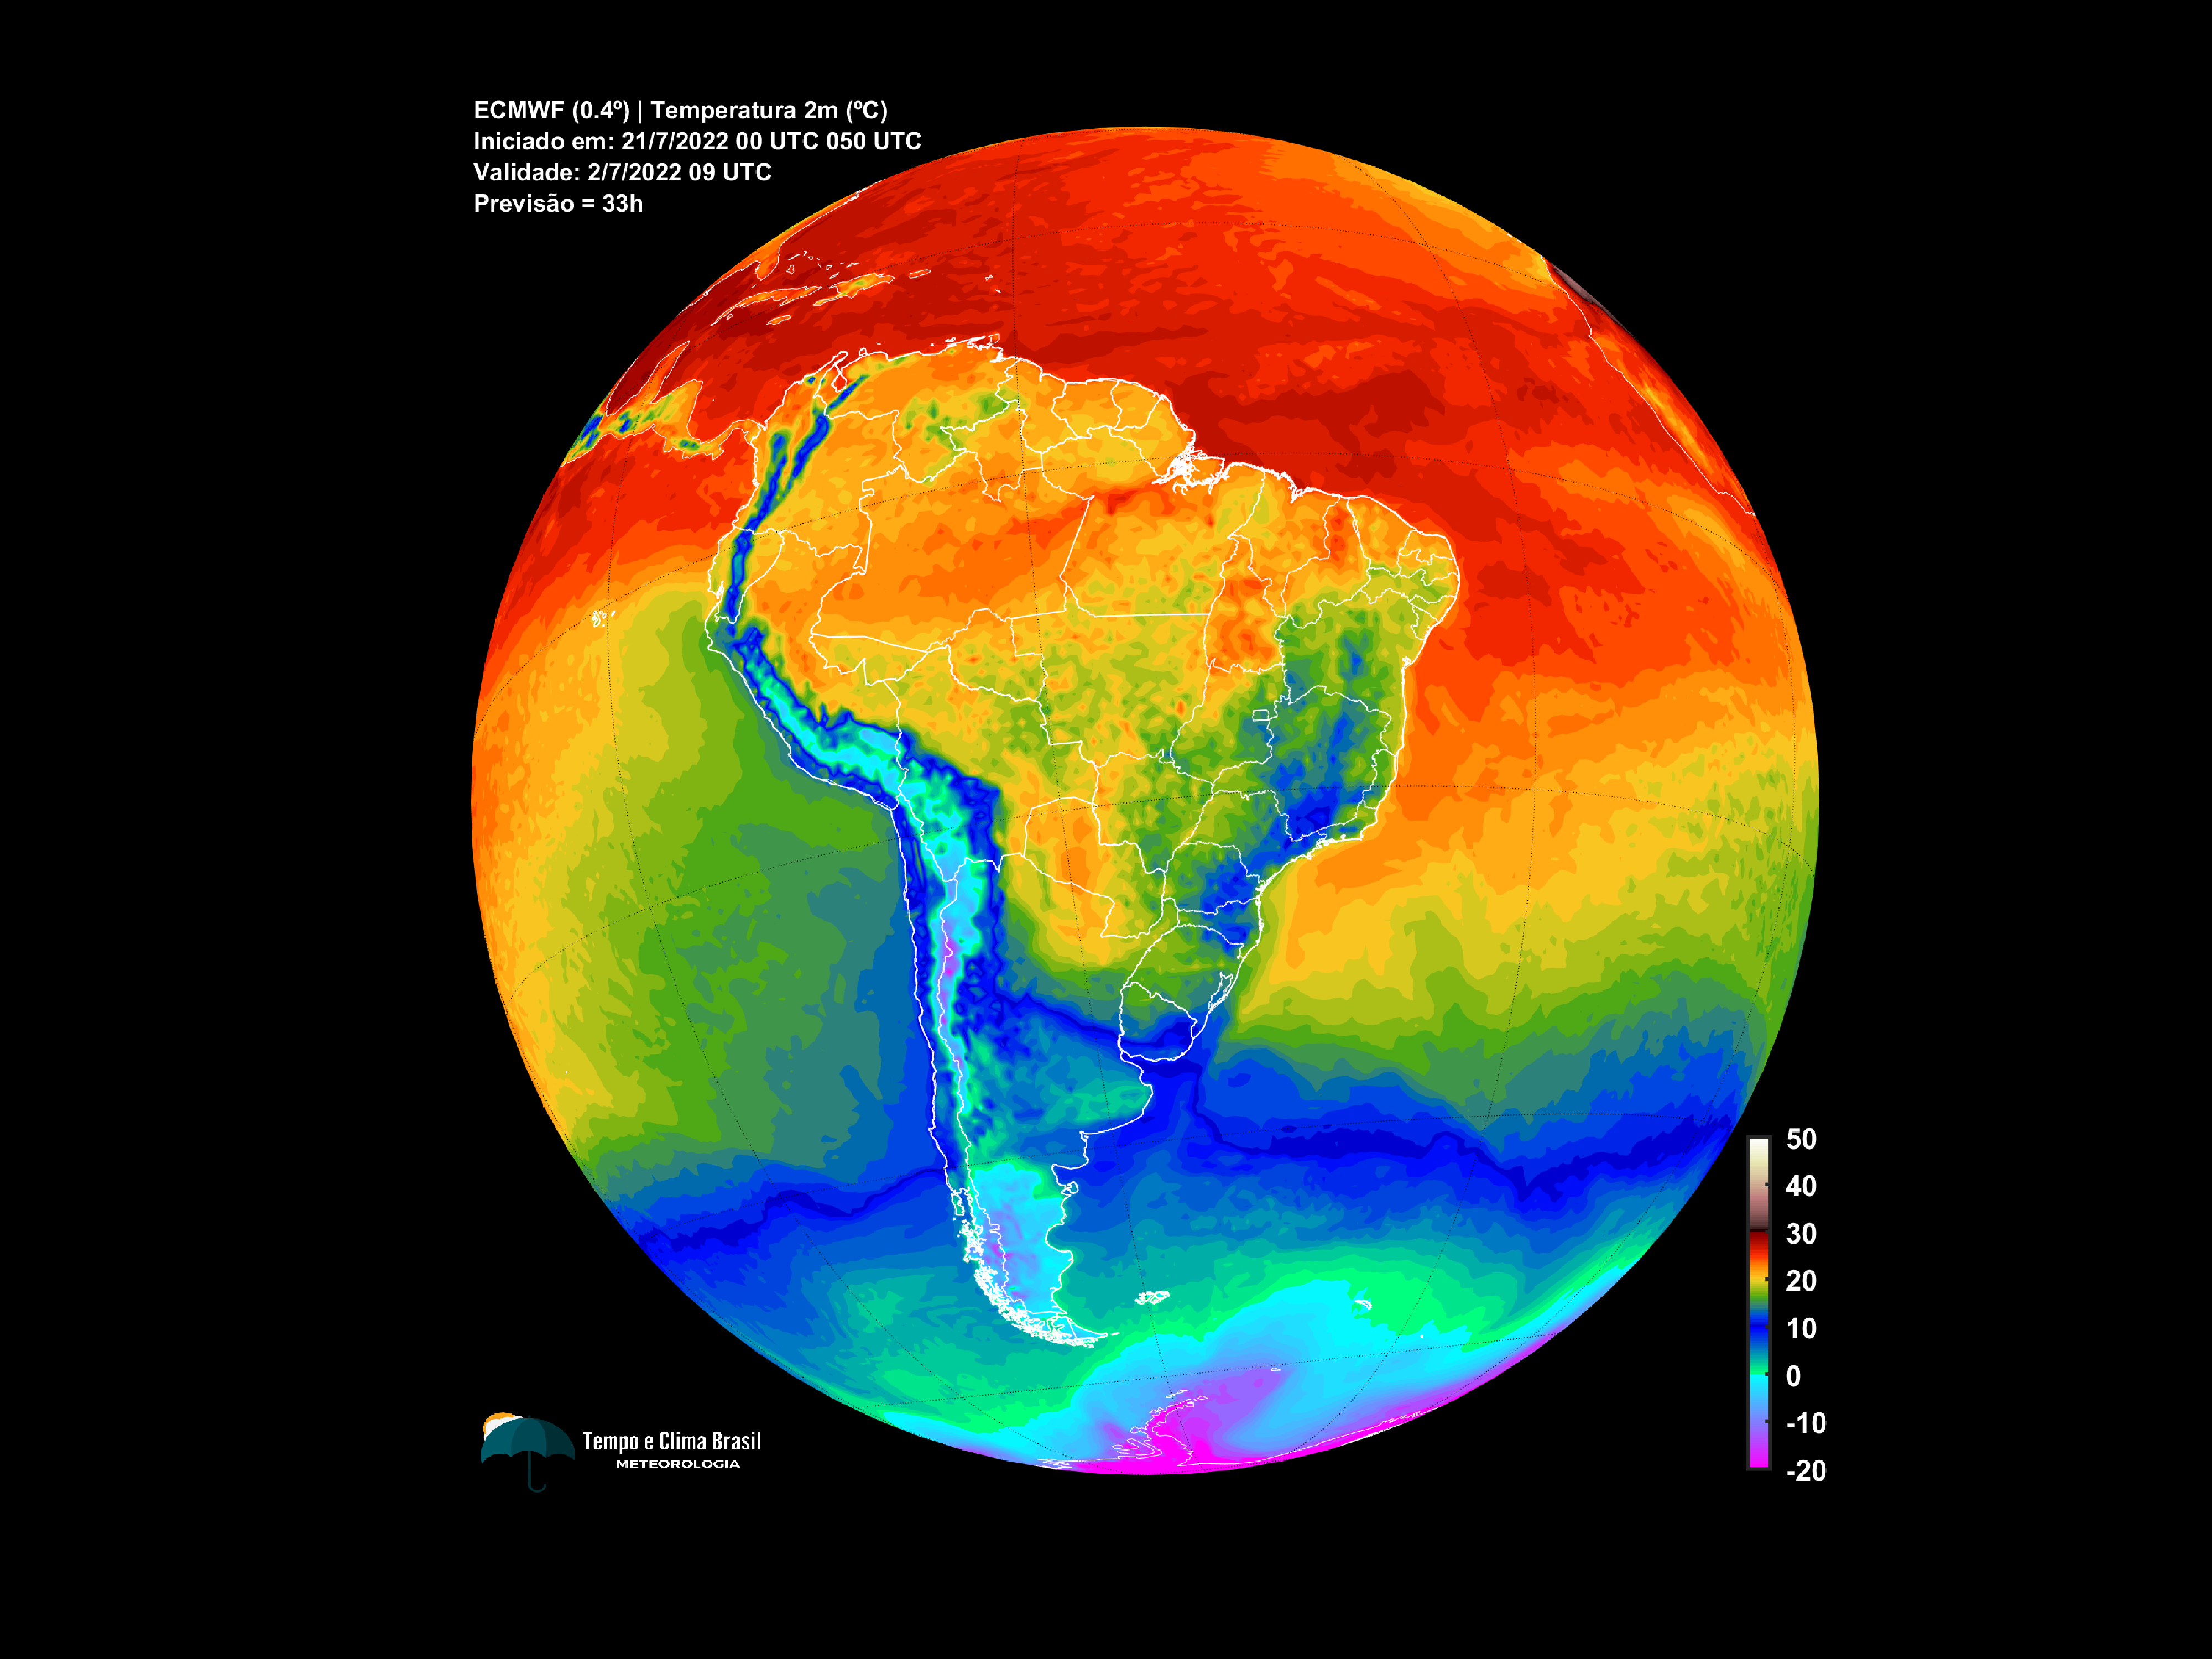 ECMWF (0.4º) | Temperatura 2m (ºC)
Iniciado em: 21/7/2022 00 UTC 050 UTC
Validade: 2/7/2022 09 UTC
Previsão = 33h
50
40
30
20
10
0
-10
-20
Tempo e Clima Brasil
METEOROLOGIA